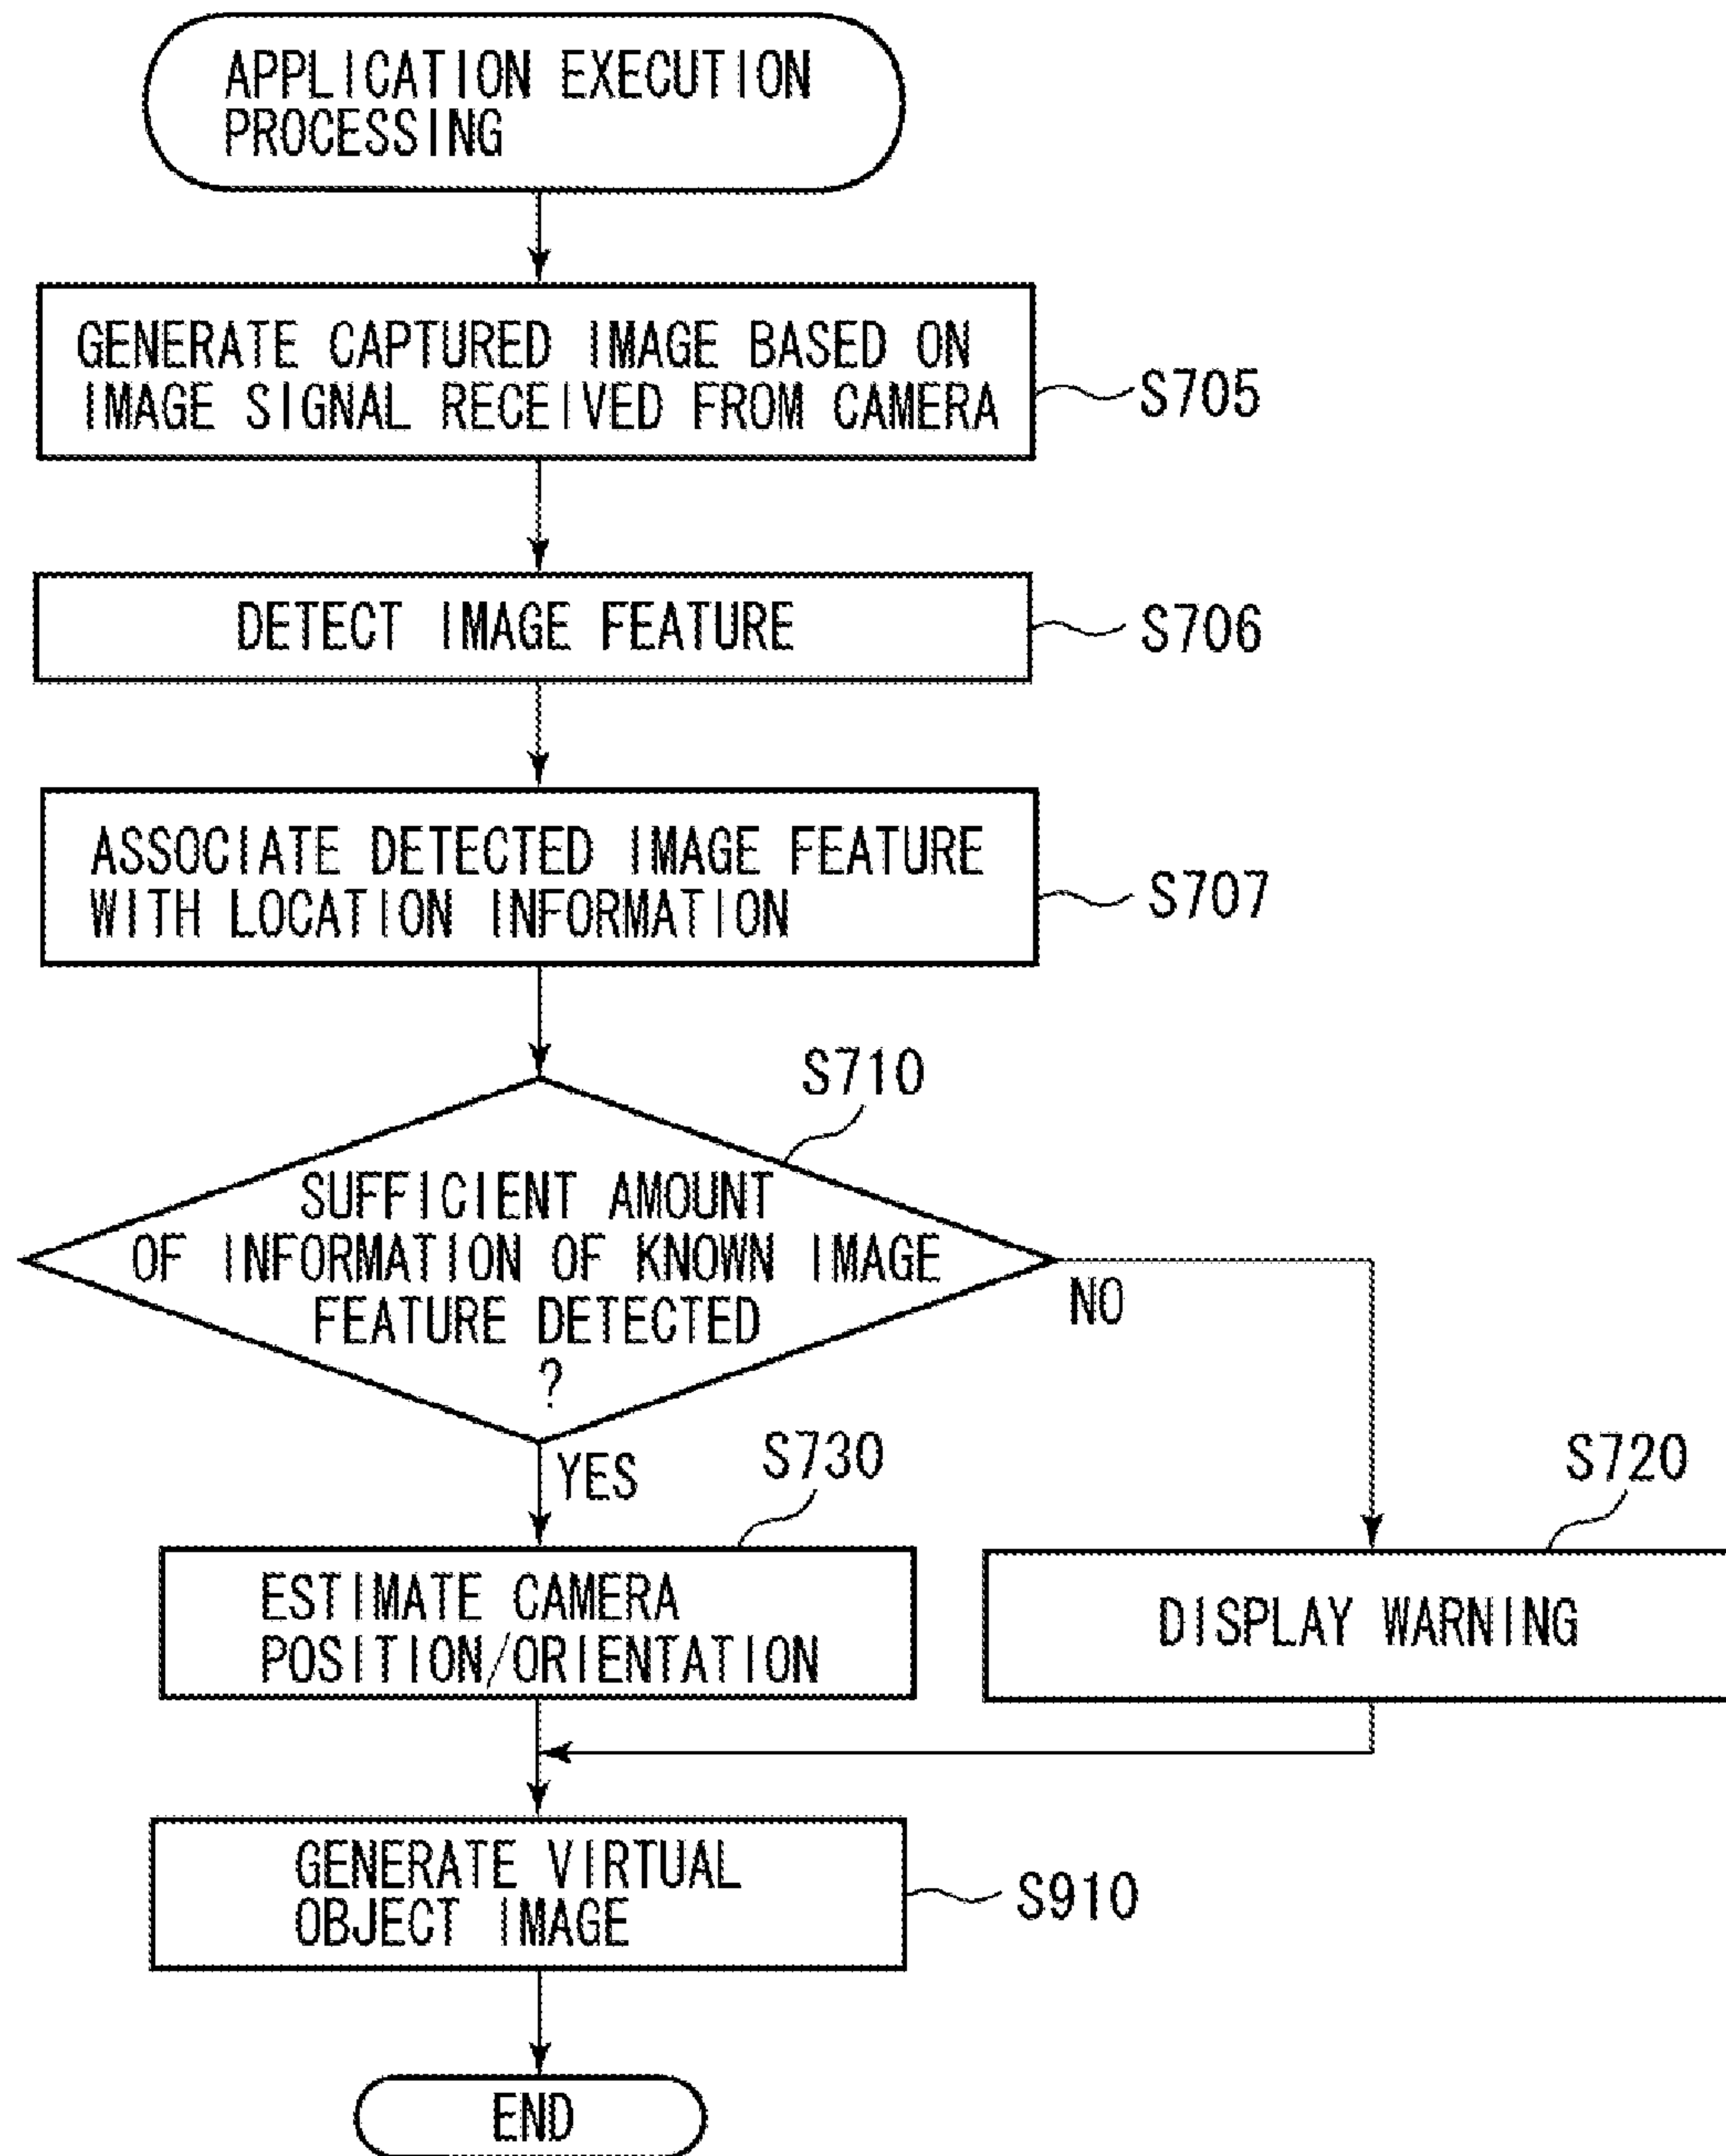 APPLICATION EXECUTION
PROCESSING
GENERATE CAPTURED IMAGE BASED ON
IMAGE SIGNAL RECEIVED FROM CAMERA
S705
DETECT IMAGE FEATURE
S706
ASSOCIATE DETECTED IMAGE FEATURE
WITH LOCATION INFORMATION
S707
S710
SUFFICIENT AMOUNT
OF INFORMATION OF KNOWN IMAGE
FEATURE DETECTED
?
NO
YES
S730
S720
ESTIMATE CAMERA
POSITION/ORIENTATION
DISPLAY WARNING
GENERATE VIRTUAL
OBJECT IMAGE
S910
END